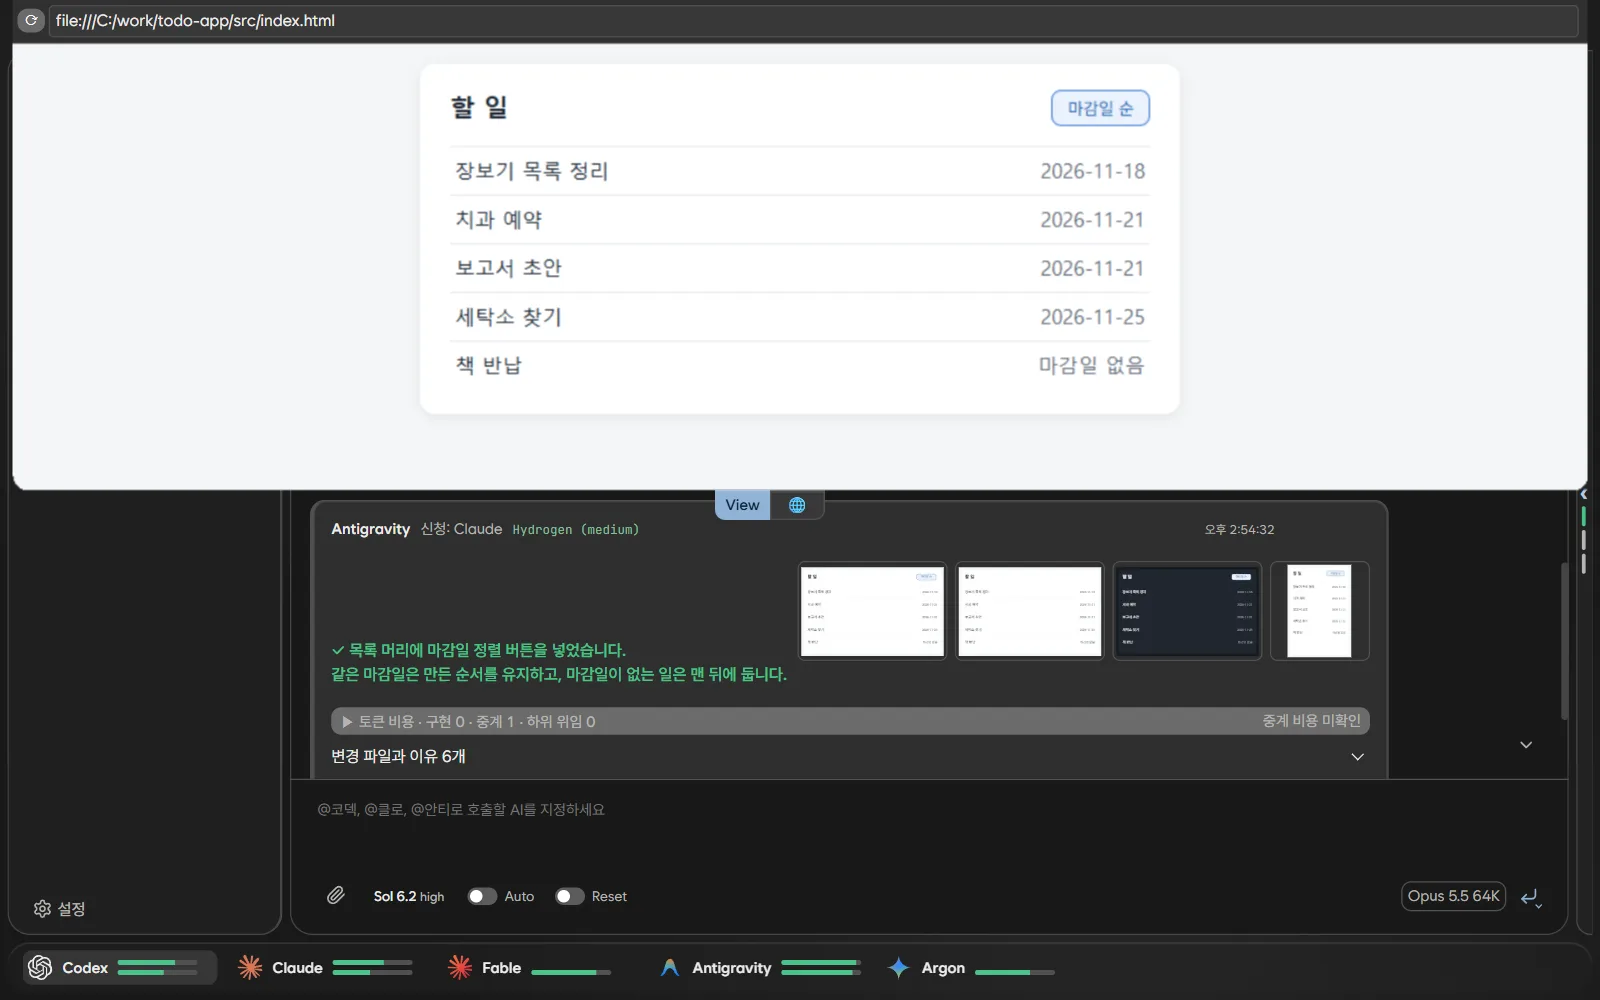 file:///C:/work/todo-app/src/index.html
할 일
마감일 순
장보기 목록 정리 2026-11-18
치과 예약 2026-11-21
보고서 초안 2026-11-21
세탁소 찾기 2026-11-25
책 반납 마감일 없음
View
Antigravity 신청: Claude Hydrogen (medium) 오후 2:54:32
✓ 목록 머리에 마감일 정렬 버튼을 넣었습니다.
같은 마감일은 만든 순서를 유지하고, 마감일이 없는 일은 맨 뒤에 둡니다.
▶ 토큰 비용 · 구현 0 · 중계 1 · 하위 위임 0 중계 비용 미확인
변경 파일과 이유 6개
@코덱, @클로, @안티로 호출할 AI를 지정하세요
Sol 6.2 high Auto Reset Opus 5.5 64K
설정
Codex Claude Fable Antigravity Argon